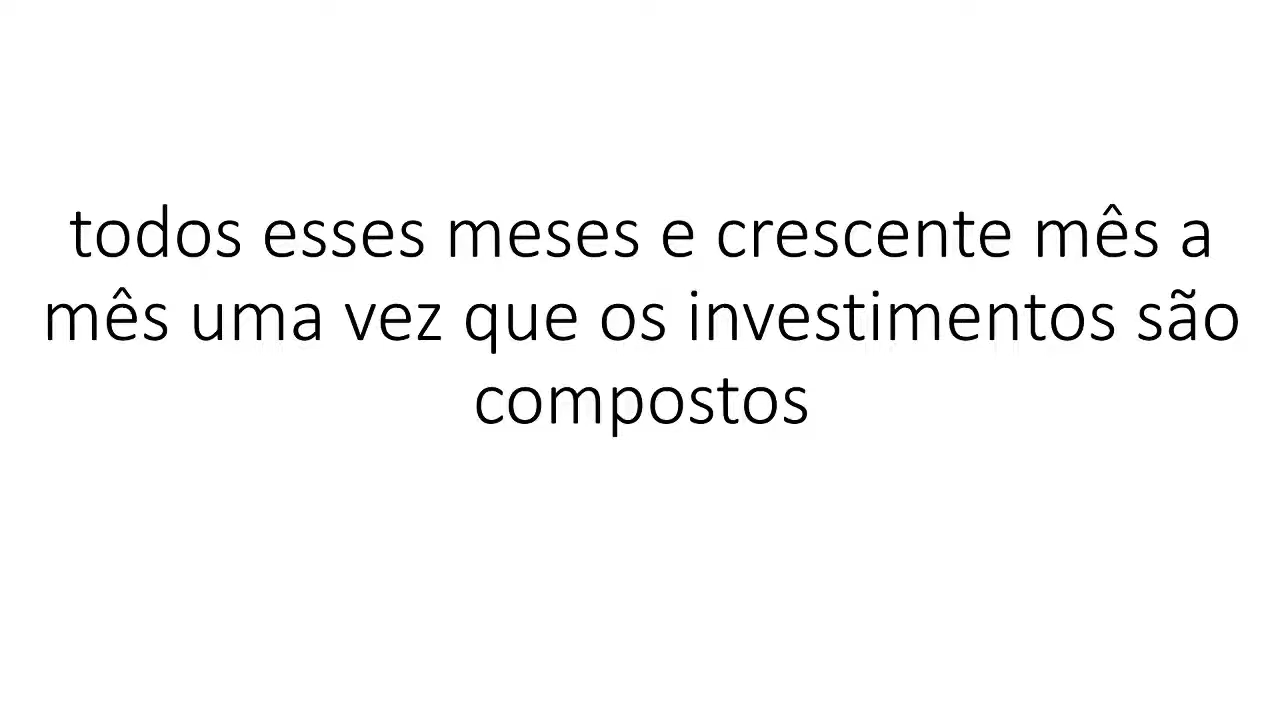 todos esses meses e crescente mês a
mês uma vez que os investimentos são
compostos